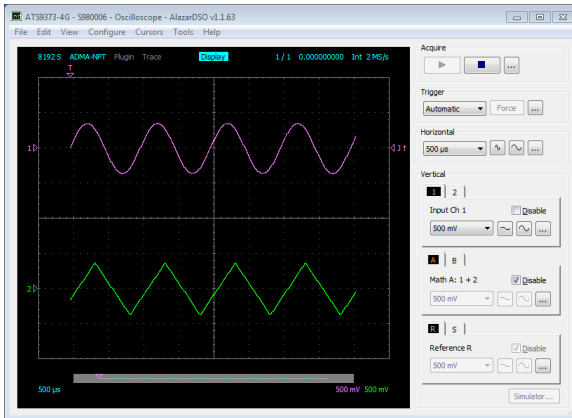 ATS9373-4G - S980006 - Oscilloscope - AlazarDSO v1.1.63
File Edit View Configure Cursors Tools Help
8192 S ADMA-NPT Plugin Trace Display 1 / 1 0.000000000 Int 2 MS/s
T
1
J 1
2
500 µs 500 mV 500 mV
Acquire
...
Trigger
Automatic Force ...
Horizontal
500 µs ...
Vertical
1 2
Input Ch 1 Disable
500 mV ...
A B
Math A: 1 + 2 Disable
500 mV ...
R S
Reference R Disable
500 mV ...
Simulator...